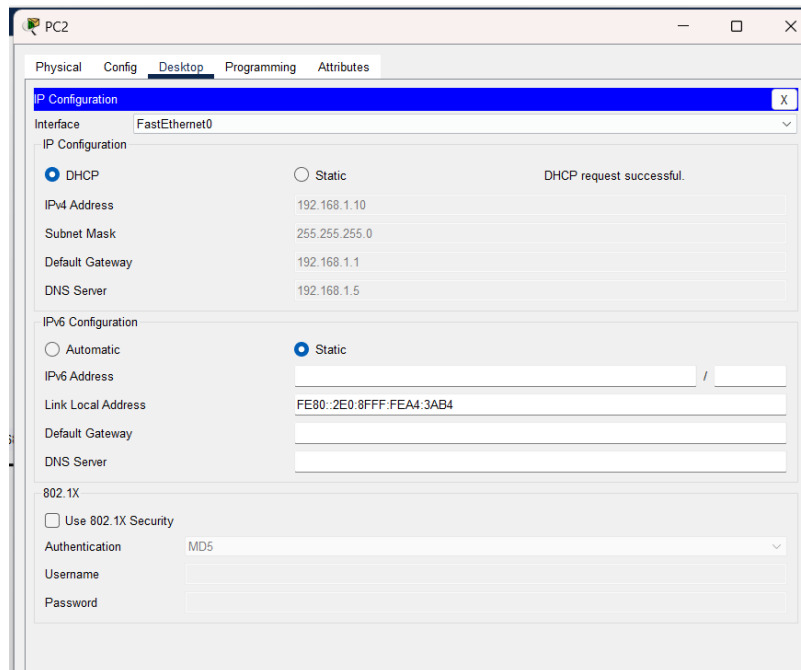 PC2
Physical Config Desktop Programming Attributes
IP Configuration X
Interface FastEthernet0
IP Configuration
DHCP Static DHCP request successful.
IPv4 Address 192.168.1.10
Subnet Mask 255.255.255.0
Default Gateway 192.168.1.1
DNS Server 192.168.1.5
IPv6 Configuration
Automatic Static
IPv6 Address /
Link Local Address FE80::2E0:8FFF:FEA4:3AB4
Default Gateway
DNS Server
802.1X
Use 802.1X Security
Authentication MD5
Username
Password